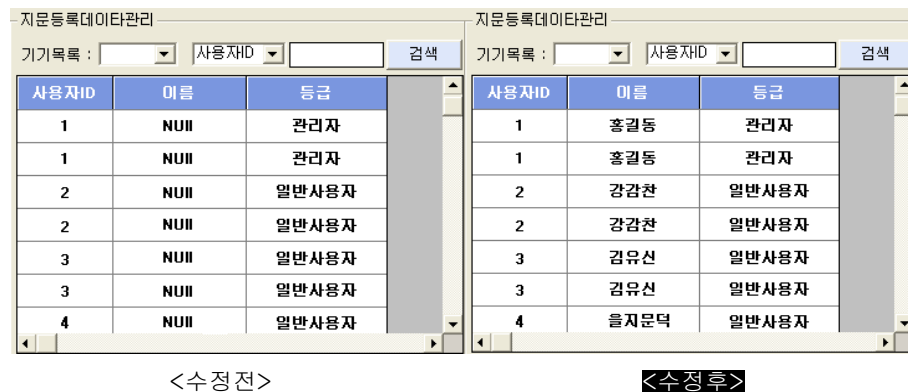 지문등록데이타관리
기기목록 : 사용자ID 검색
사용자ID 이름 등급
1 NUll 관리자
1 NUll 관리자
2 NUll 일반사용자
2 NUll 일반사용자
3 NUll 일반사용자
3 NUll 일반사용자
4 NUll 일반사용자
<수정전>
지문등록데이타관리
기기목록 : 사용자ID 검색
사용자ID 이름 등급
1 홍길동 관리자
1 홍길동 관리자
2 강감찬 일반사용자
2 강감찬 일반사용자
3 김유신 일반사용자
3 김유신 일반사용자
4 을지문덕 일반사용자
<수정후>